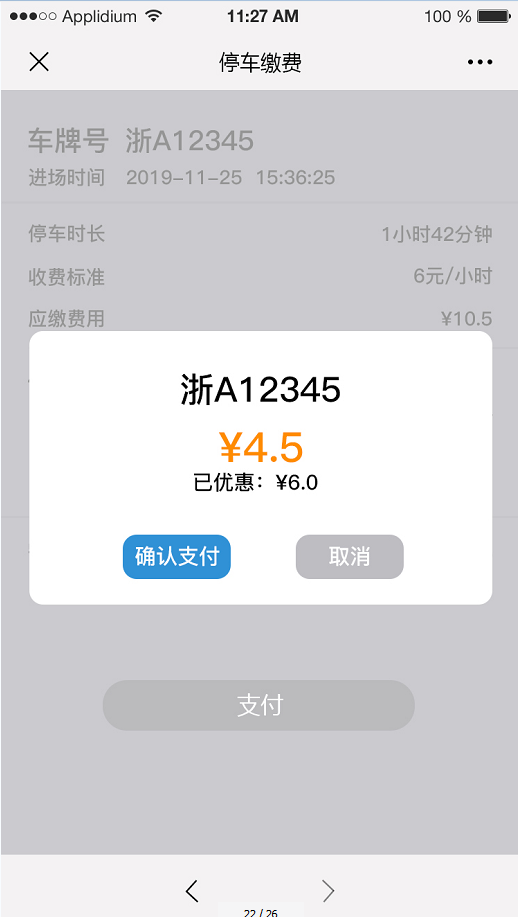 ●●●○○ Applidium 11:27 AM 100 %
停车缴费
车牌号 浙A12345
进场时间 2019-11-25 15:36:25
停车时长 1小时42分钟
收费标准 6元/小时
应缴费用 ¥10.5
浙A12345
¥4.5
已优惠：¥6.0
确认支付 取消
支付
22 / 26